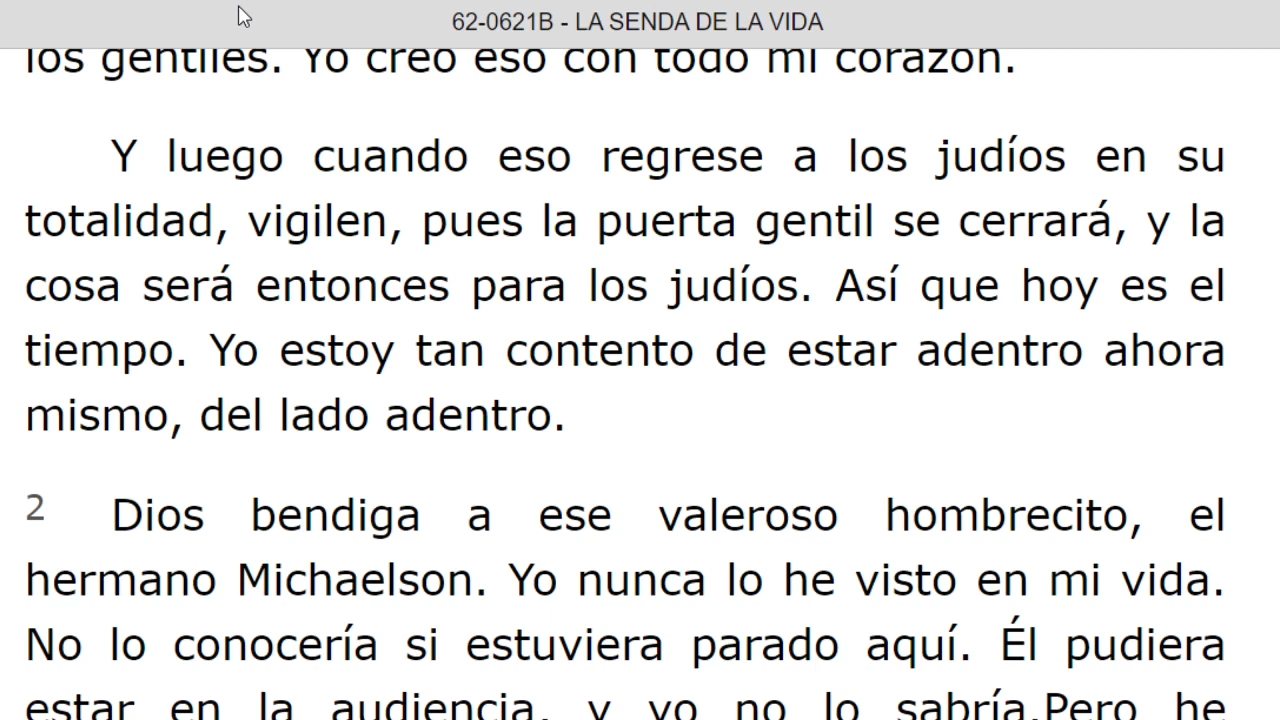 62-0621B - LA SENDA DE LA VIDA
los gentiles. Yo creo eso con todo mi corazón.
Y luego cuando eso regrese a los judíos en su
totalidad, vigilen, pues la puerta gentil se cerrará, y la
cosa será entonces para los judíos. Así que hoy es el
tiempo. Yo estoy tan contento de estar adentro ahora
mismo, del lado adentro.
2 Dios bendiga a ese valeroso hombrecito, el
hermano Michaelson. Yo nunca lo he visto en mi vida.
No lo conocería si estuviera parado aquí. Él pudiera
estar en la audiencia, y yo no lo sabría.Pero he